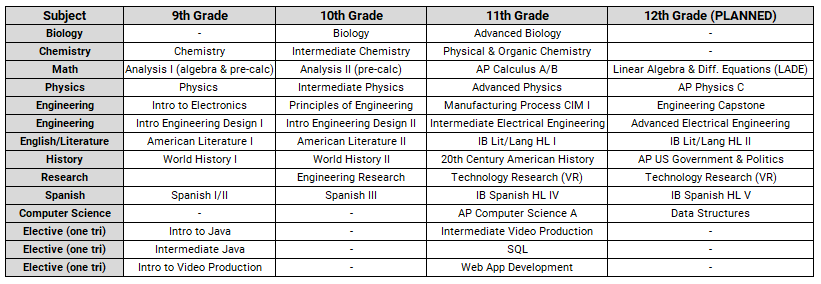 Subject 9th Grade 10th Grade 11th Grade 12th Grade (PLANNED)
Biology - Biology Advanced Biology -
Chemistry Chemistry Intermediate Chemistry Physical & Organic Chemistry -
Math Analysis I (algebra & pre-calc) Analysis II (pre-calc) AP Calculus A/B Linear Algebra & Diff. Equations (LADE)
Physics Physics Intermediate Physics Advanced Physics AP Physics C
Engineering Intro to Electronics Principles of Engineering Manufacturing Process CIM I Engineering Capstone
Engineering Intro Engineering Design I Intro Engineering Design II Intermediate Electrical Engineering Advanced Electrical Engineering
English/Literature American Literature I American Literature II IB Lit/Lang HL I IB Lit/Lang HL II
History World History I World History II 20th Century American History AP US Government & Politics
Research Engineering Research Technology Research (VR) Technology Research (VR)
Spanish Spanish I/II Spanish III IB Spanish HL IV IB Spanish HL V
Computer Science - - AP Computer Science A Data Structures
Elective (one tri) Intro to Java - Intermediate Video Production -
Elective (one tri) Intermediate Java - SQL -
Elective (one tri) Intro to Video Production - Web App Development -